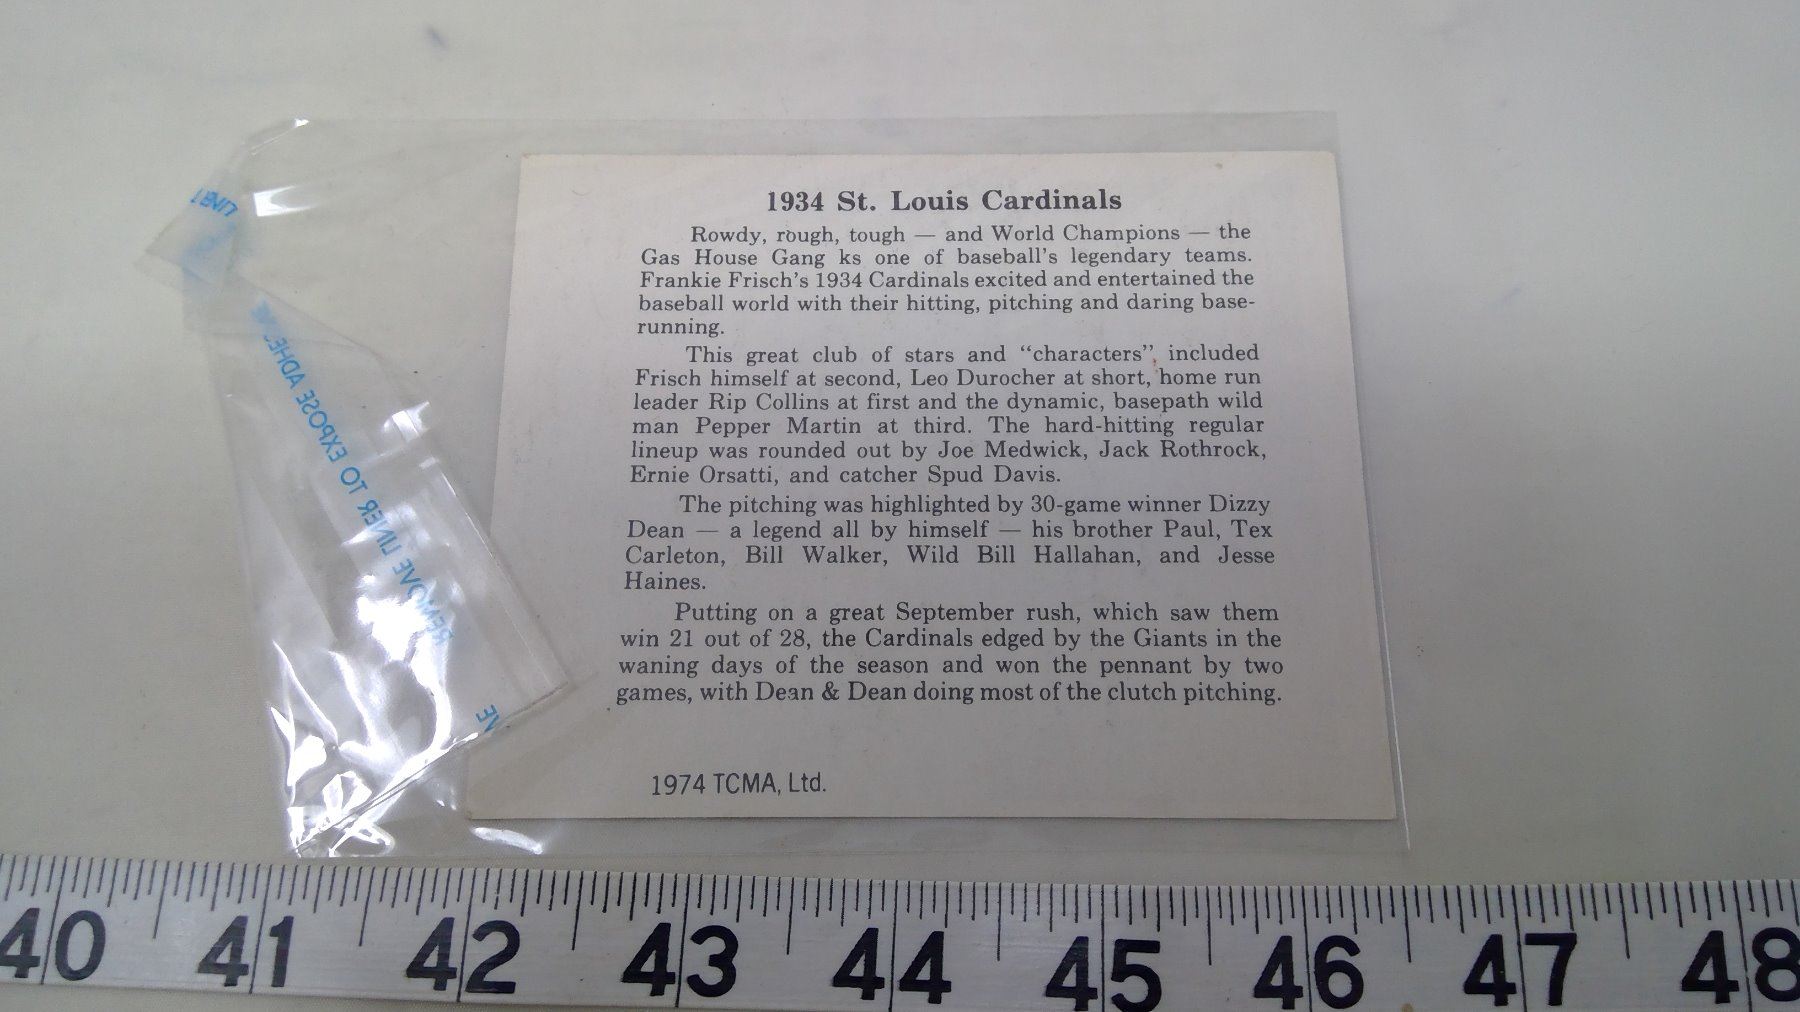 1934 St. Louis Cardinals
Rowdy, rough, tough — and World Champions — the
Gas House Gang ks one of baseball's legendary teams.
Frankie Frisch's 1934 Cardinals excited and entertained the
baseball world with their hitting, pitching and daring base-
running.
This great club of stars and "characters", included
Frisch himself at second, Leo Durocher at short, home run
leader Rip Collins at first and the dynamic, basepath wild
man Pepper Martin at third. The hard-hitting regular
lineup was rounded out by Joe Medwick, Jack Rothrock,
Ernie Orsatti, and catcher Spud Davis.
The pitching was highlighted by 30-game winner Dizzy
Dean — a legend all by himself — his brother Paul, Tex
Carleton, Bill Walker, Wild Bill Hallahan, and Jesse
Haines.
Putting on a great September rush, which saw them
win 21 out of 28, the Cardinals edged by the Giants in the
waning days of the season and won the pennant by two
games, with Dean & Dean doing most of the clutch pitching.
1974 TCMA, Ltd.
REMOVE LINER TO EXPOSE ADHE
VE
40 41 42 43 44 45 46 47 48